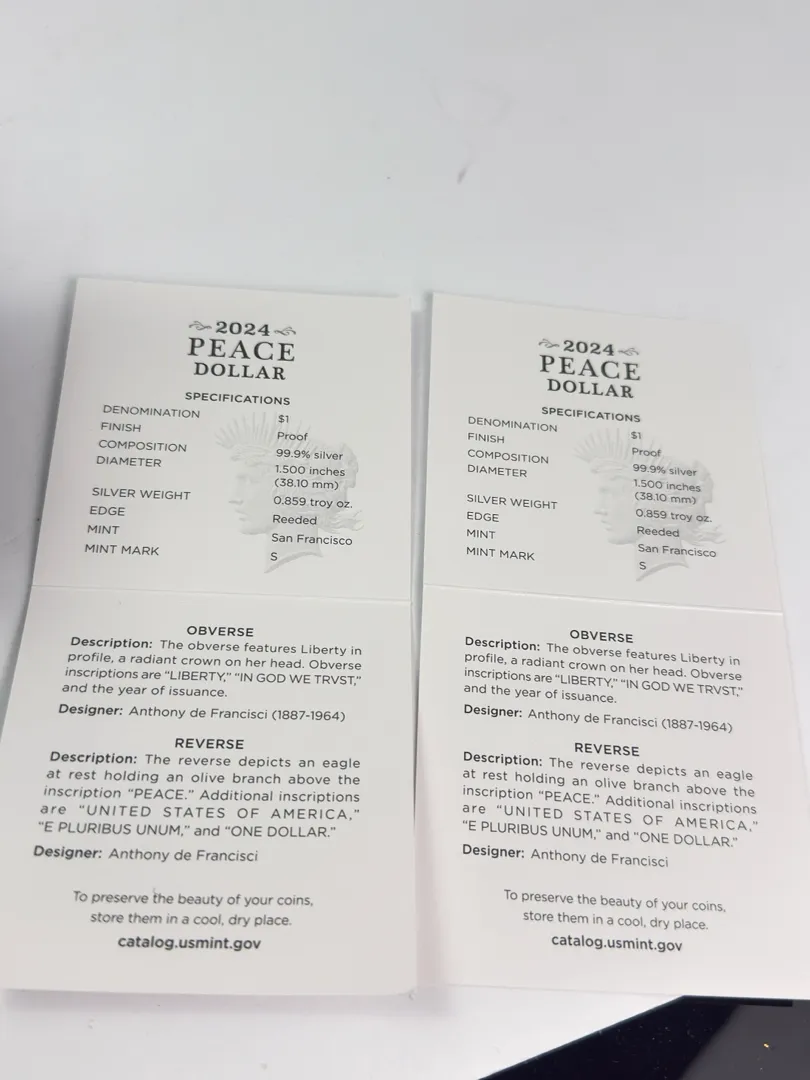 2024
PEACE
DOLLAR
SPECIFICATIONS
DENOMINATION $1
FINISH Proof
COMPOSITION 99.9% silver
DIAMETER 1.500 inches
(38.10 mm)
SILVER WEIGHT 0.859 troy oz.
EDGE Reeded
MINT San Francisco
MINT MARK S
OBVERSE
Description: The obverse features Liberty in
profile, a radiant crown on her head. Obverse
inscriptions are “LIBERTY,” “IN GOD WE TRVST,”
and the year of issuance.
Designer: Anthony de Francisci (1887-1964)
REVERSE
Description: The reverse depicts an eagle
at rest holding an olive branch above the
inscription “PEACE.” Additional inscriptions
are “UNITED STATES OF AMERICA,”
“E PLURIBUS UNUM,” and “ONE DOLLAR.”
Designer: Anthony de Francisci
To preserve the beauty of your coins,
store them in a cool, dry place.
catalog.usmint.gov
2024
PEACE
DOLLAR
SPECIFICATIONS
DENOMINATION $1
FINISH Proof
COMPOSITION 99.9% silver
DIAMETER 1.500 inches
(38.10 mm)
SILVER WEIGHT 0.859 troy oz.
EDGE Reeded
MINT San Francisco
MINT MARK S
OBVERSE
Description: The obverse features Liberty in
profile, a radiant crown on her head. Obverse
inscriptions are “LIBERTY,” “IN GOD WE TRVST,”
and the year of issuance.
Designer: Anthony de Francisci (1887-1964)
REVERSE
Description: The reverse depicts an eagle
at rest holding an olive branch above the
inscription “PEACE.” Additional inscriptions
are “UNITED STATES OF AMERICA,”
“E PLURIBUS UNUM,” and “ONE DOLLAR.”
Designer: Anthony de Francisci
To preserve the beauty of your coins,
store them in a cool, dry place.
catalog.usmint.gov